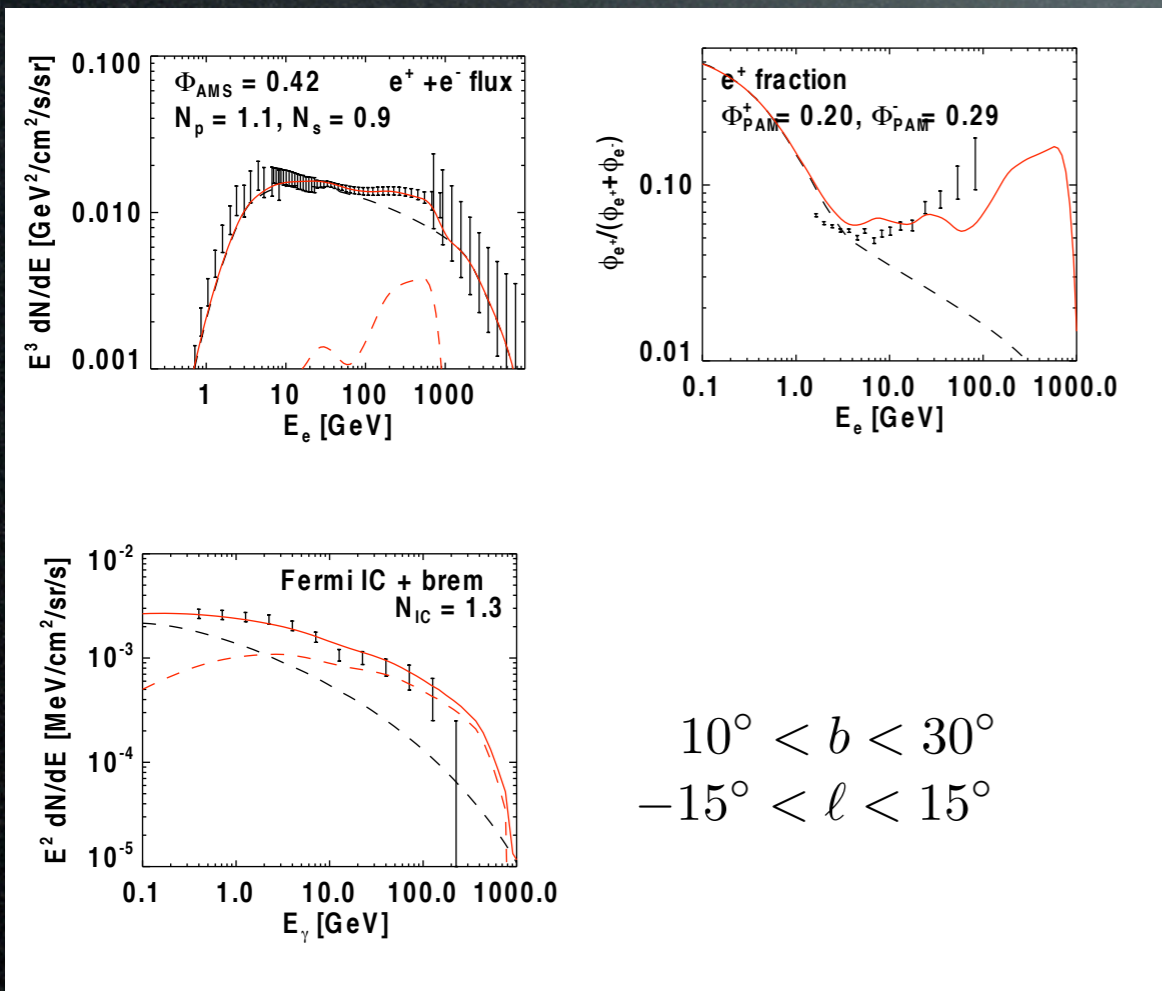 Φ_AMS = 0.42 e⁺ +e⁻ flux
N_p = 1.1, N_s = 0.9
E³ dN/dE [GeV²/cm²/s/sr]
0.100
0.010
0.001
1 10 100 1000
E_e [GeV]
e⁺ fraction
Φ⁺_PAM = 0.20, Φ⁻_PAM = 0.29
ϕ_e⁺/(ϕ_e⁺+ϕ_e⁻)
0.10
0.01
0.1 1.0 10.0 100.0 1000.0
E_e [GeV]
Fermi IC + brem
N_IC = 1.3
E² dN/dE [MeV/cm²/sr/s]
10⁻²
10⁻³
10⁻⁴
10⁻⁵
0.1 1.0 10.0 100.0 1000.0
E_γ [GeV]
10° < b < 30°
−15° < ℓ < 15°